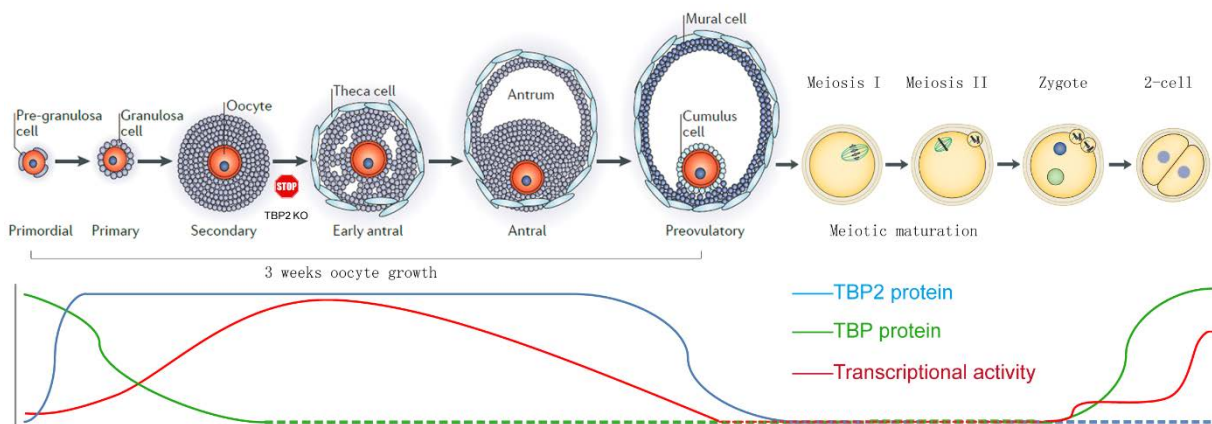 Mural cell
Meiosis I
Meiosis II
Zygote
2-cell
Oocyte
Theca cell
Antrum
Pre-granulosa
cell
Granulosa
cell
Cumulus
cell
STOP
TBP2 KO
Primordial
Primary
Secondary
Early antral
Antral
Preovulatory
Meiotic maturation
3 weeks oocyte growth
TBP2 protein
TBP protein
Transcriptional activity